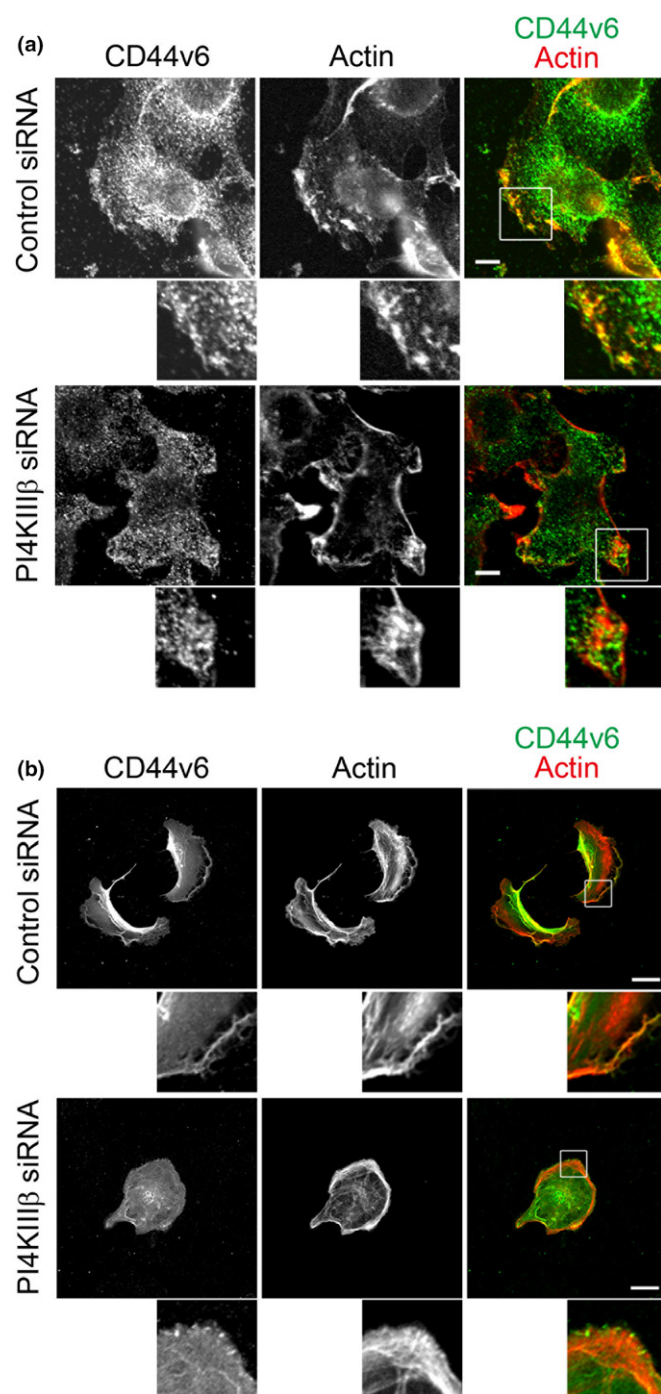 (a)
CD44v6
Actin
CD44v6
Actin
Control siRNA
PI4KIIIβ siRNA
(b)
CD44v6
Actin
CD44v6
Actin
Control siRNA
PI4KIIIβ siRNA